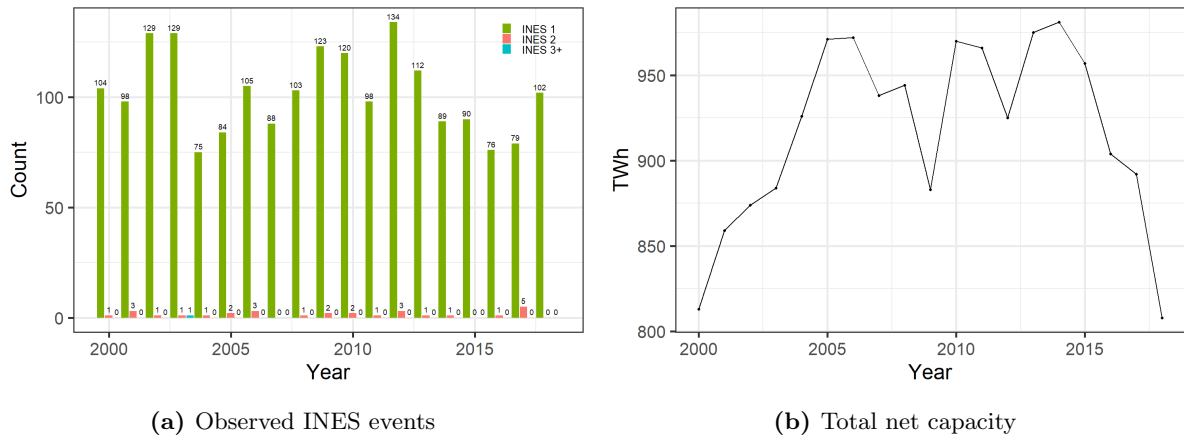 129 129 134 INES 1
INES 2
123 120 INES 3+
112
104 105 103 102
98 98
100
88 89 90
84
75 76 79
Count
50
1 0 3 0 1 0 1 1 1 0 2 0 3 0 0 0 1 0 2 0 2 0 1 0 3 0 1 0 1 0 0 0 1 0 5 0 0 0
0
2000 2005 2010 2015
Year
(a) Observed INES events
950
TWh
900
850
800
2000 2005 2010 2015
Year
(b) Total net capacity